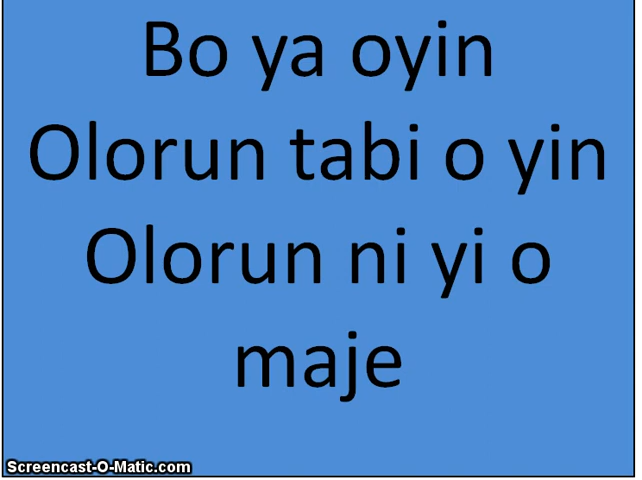 Bo ya oyin
Olorun tabi o yin
Olorun ni yi o
maje
Screencast-O-Matic.com